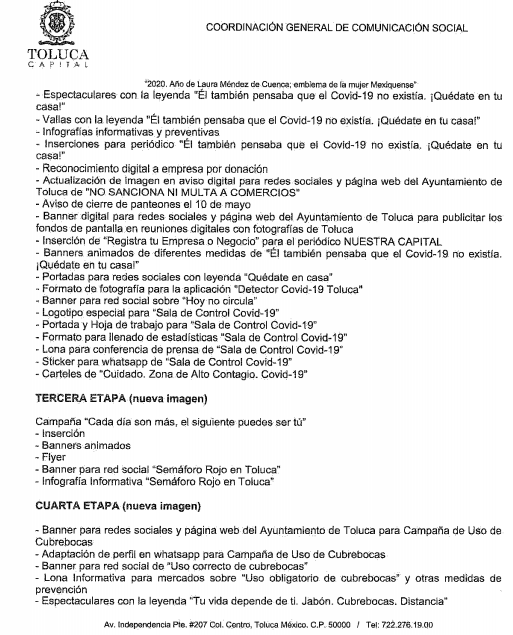 TOLUCA
CAPITAL
COORDINACIÓN GENERAL DE COMUNICACIÓN SOCIAL
"2020. Año de Laura Méndez de Cuenca; emblema de la mujer Mexiquense"
- Espectaculares con la leyenda "Él también pensaba que el Covid-19 no existía. ¡Quédate en tu
casa!"
- Vallas con la leyenda "Él también pensaba que el Covid-19 no existía. ¡Quédate en tu casa!"
- Infografías informativas y preventivas
- Inserciones para periódico "Él también pensaba que el Covid-19 no existía. ¡Quédate en tu
casa!"
- Reconocimiento digital a empresa por donación
- Actualización de imagen en aviso digital para redes sociales y página web del Ayuntamiento de
Toluca de "NO SANCIONA NI MULTA A COMERCIOS"
- Aviso de cierre de panteones el 10 de mayo
- Banner digital para redes sociales y página web del Ayuntamiento de Toluca para publicitar los
fondos de pantalla en reuniones digitales con fotografías de Toluca
- Inserción de "Registra tu Empresa o Negocio" para el periódico NUESTRA CAPITAL
- Banners animados de diferentes medidas de "Él también pensaba que el Covid-19 no existía.
¡Quédate en tu casa!"
- Portadas para redes sociales con leyenda "Quédate en casa"
- Formato de fotografía para la aplicación "Detector Covid-19 Toluca"
- Banner para red social sobre "Hoy no circula"
- Logotipo especial para "Sala de Control Covid-19"
- Portada y Hoja de trabajo para "Sala de Control Covid-19"
- Formato para llenado de estadísticas "Sala de Control Covid-19"
- Lona para conferencia de prensa de "Sala de Control Covid-19"
- Sticker para whatsapp de "Sala de Control Covid-19"
- Carteles de "Cuidado. Zona de Alto Contagio. Covid-19"
TERCERA ETAPA (nueva imagen)
Campaña "Cada día son más, el siguiente puedes ser tú"
- Inserción
- Banners animados
- Flyer
- Banner para red social "Semáforo Rojo en Toluca"
- Infografía Informativa "Semáforo Rojo en Toluca"
CUARTA ETAPA (nueva imagen)
- Banner para redes sociales y página web del Ayuntamiento de Toluca para Campaña de Uso de
Cubrebocas
- Adaptación de perfil en whatsapp para Campaña de Uso de Cubrebocas
- Banner para red social de "Uso correcto de cubrebocas"
- Lona Informativa para mercados sobre "Uso obligatorio de cubrebocas" y otras medidas de
prevención
- Espectaculares con la leyenda "Tu vida depende de ti. Jabón. Cubrebocas. Distancia"
Av. Independencia Pte. #207 Col. Centro, Toluca México. C.P. 50000 / Tel: 722.276.19.00